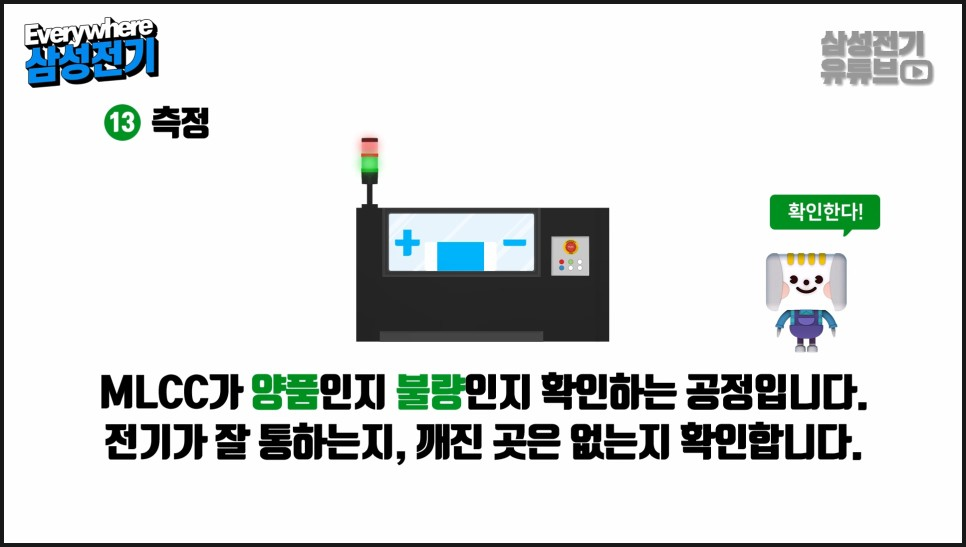 Everywhere
삼성전기
삼성전기
유튜브
13 측정
확인한다!
+ −
MLCC가 양품인지 불량인지 확인하는 공정입니다.
전기가 잘 통하는지, 깨진 곳은 없는지 확인합니다.